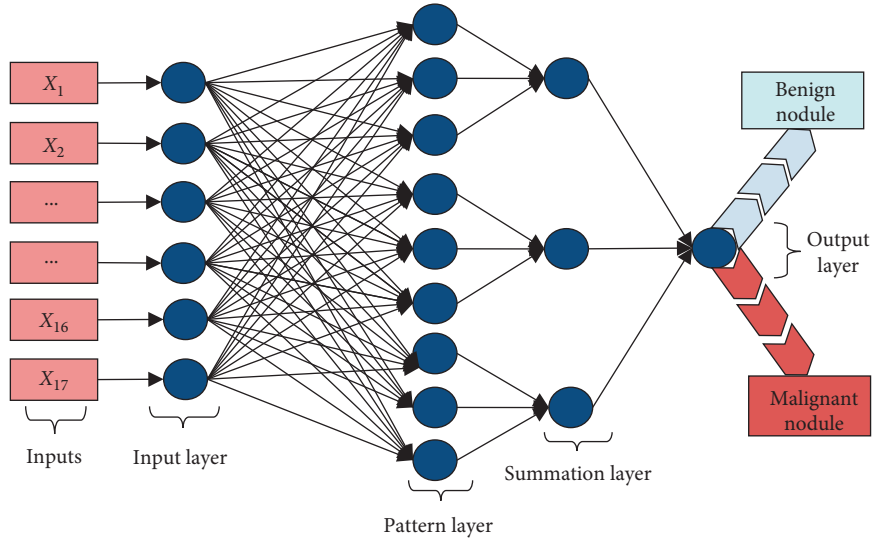 X1
X2
...
...
X16
X17
Inputs
Input layer
Pattern layer
Summation layer
Output
layer
Benign
nodule
Malignant
nodule